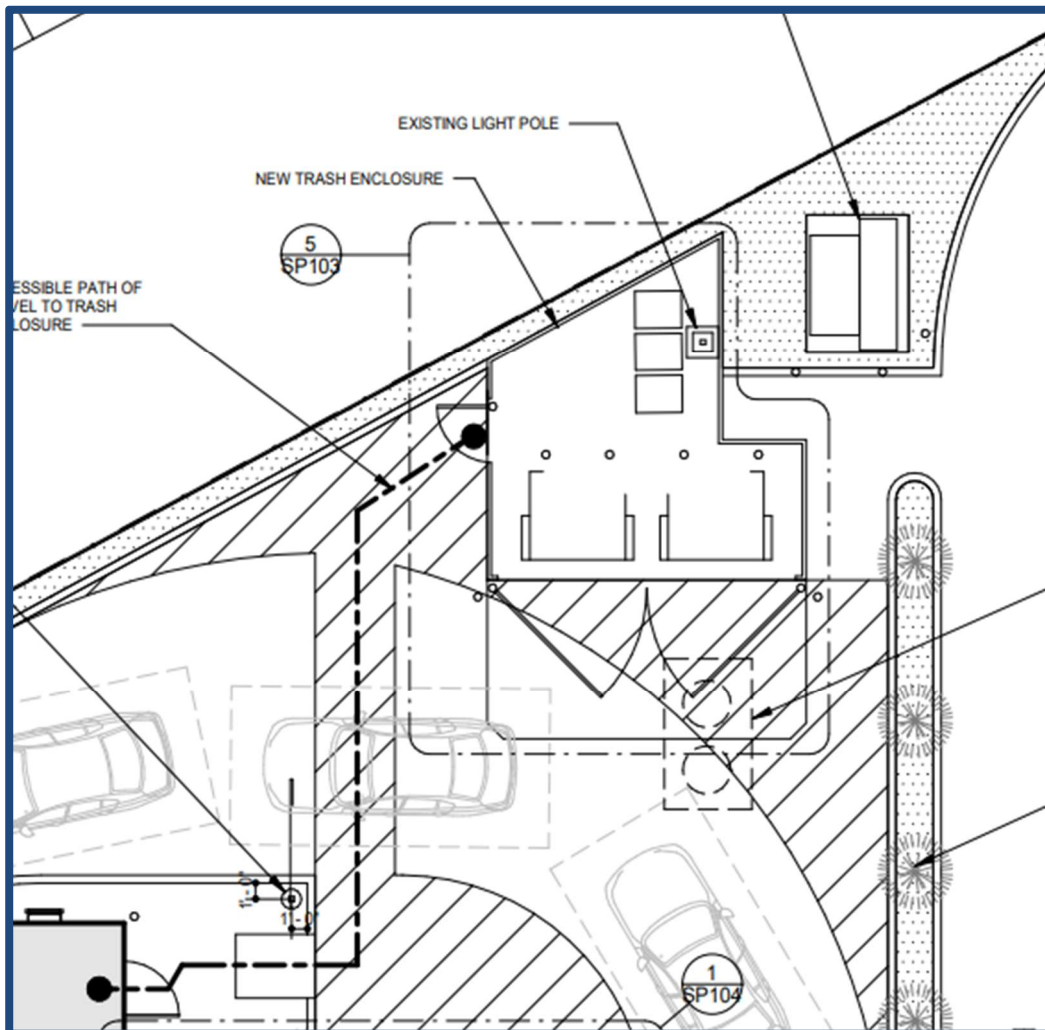 EXISTING LIGHT POLE
NEW TRASH ENCLOSURE
5
SP103
ESSIBLE PATH OF
VEL TO TRASH
LOSURE
1'-0"
1'-0"
1
SP104